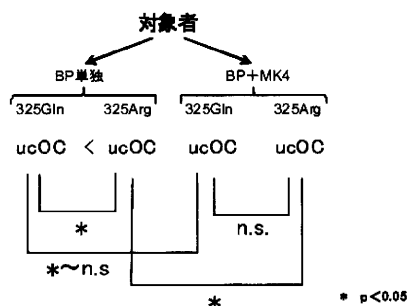 対象者
BP単独 BP＋MK4
325Gln 325Arg 325Gln 325Arg
ucOC < ucOC ucOC ucOC
* n.s.
*～n.s
*
* p＜0.05